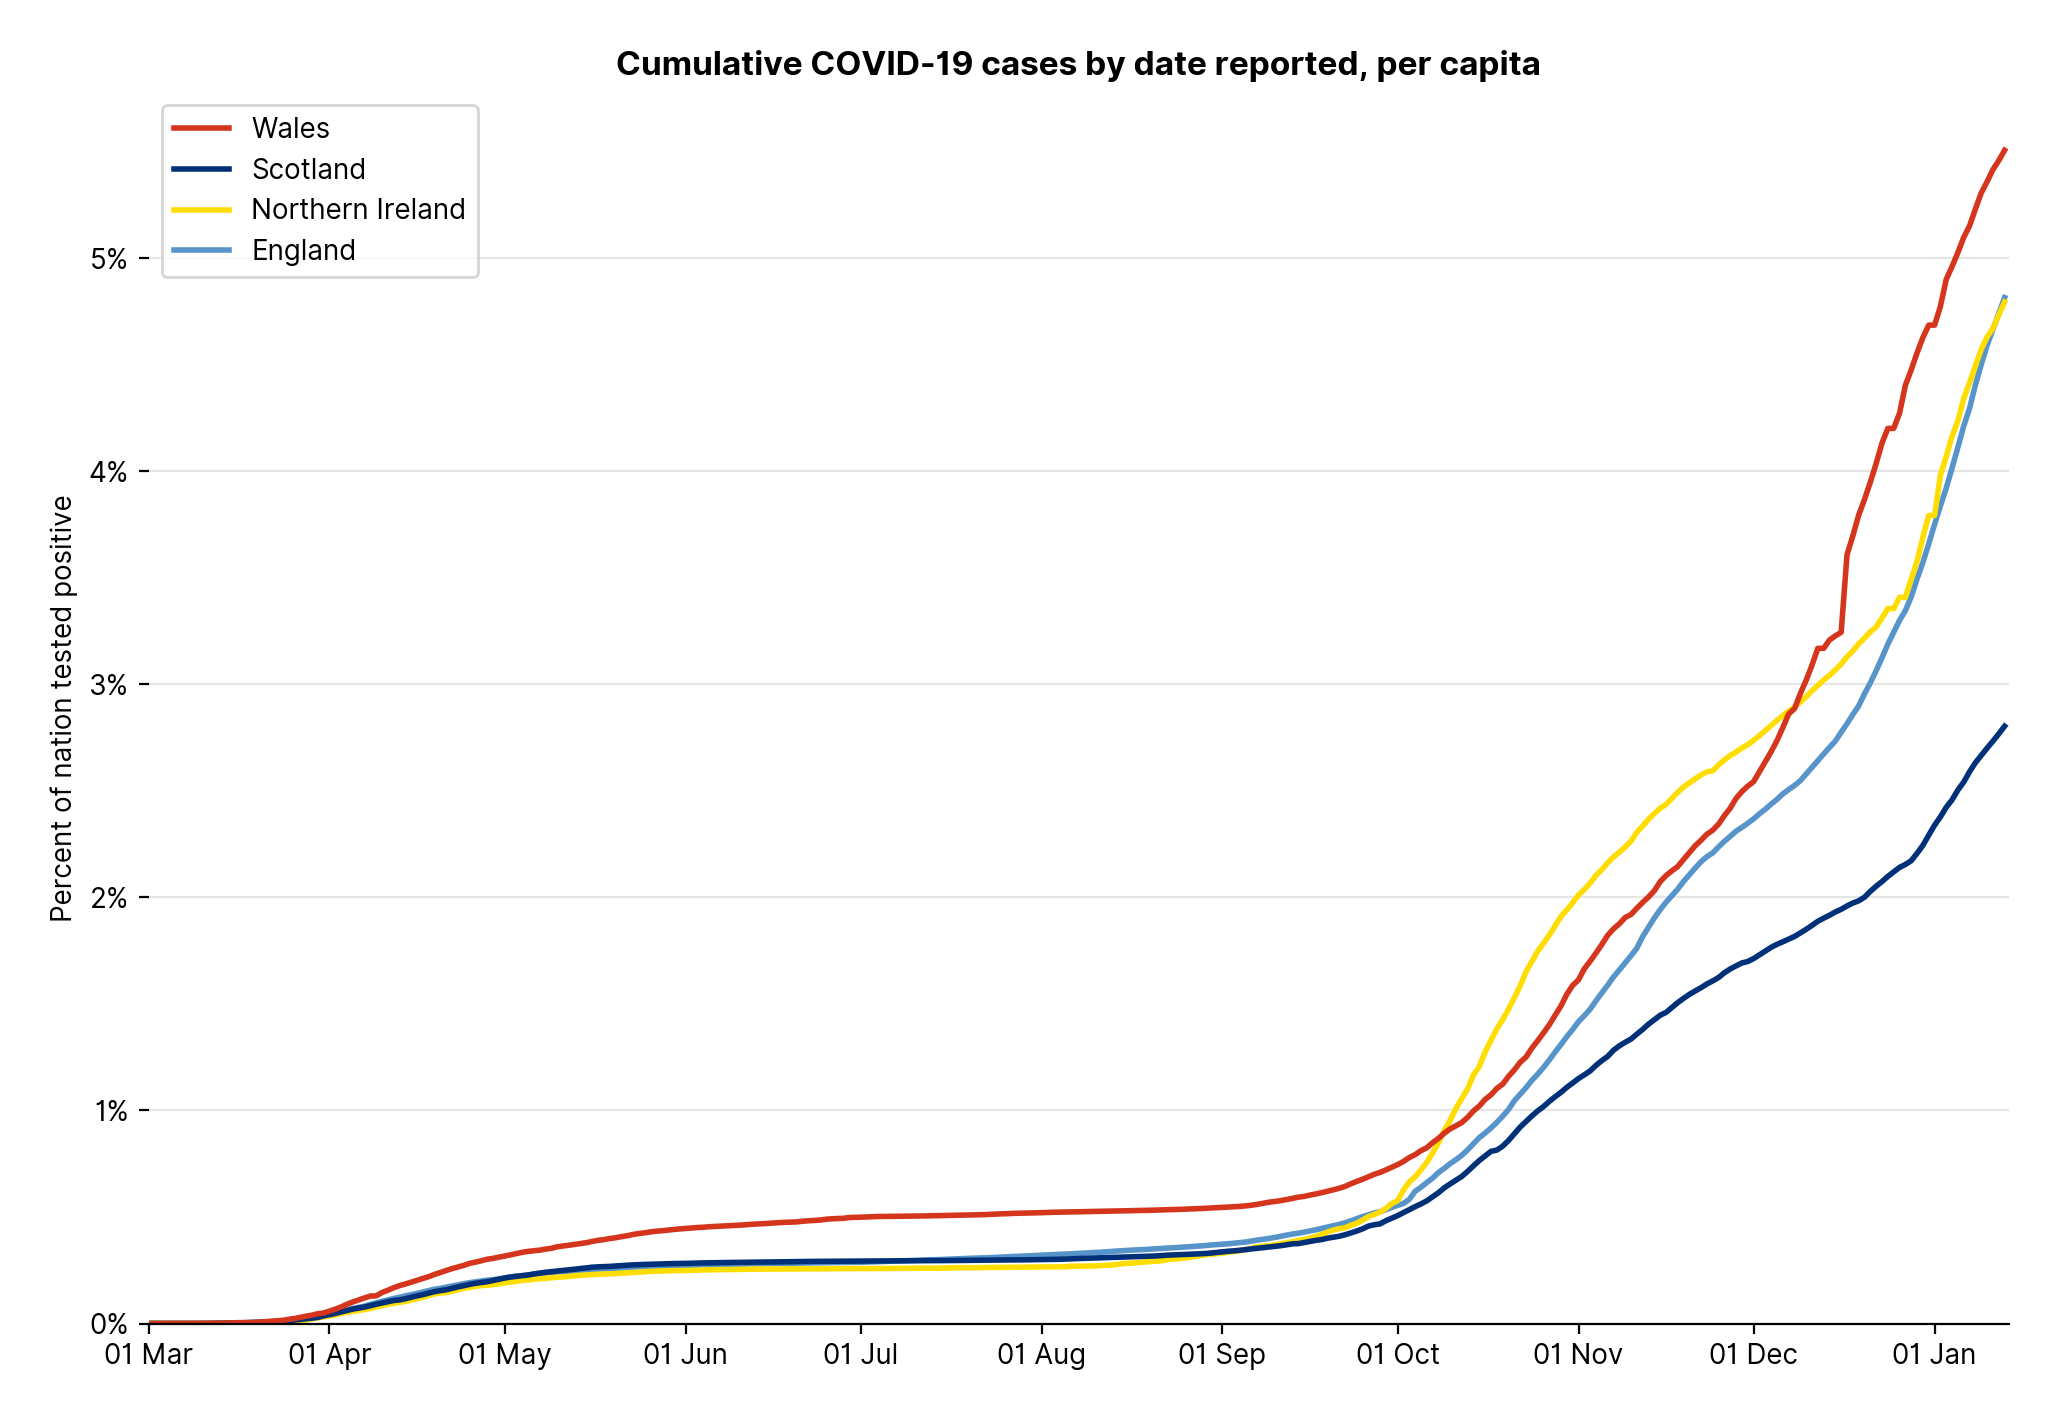 Cumulative COVID-19 cases by date reported, per capita
Wales
Scotland
Northern Ireland
England
Percent of nation tested positive
5%
4%
3%
2%
1%
0%
01 Mar
01 Apr
01 May
01 Jun
01 Jul
01 Aug
01 Sep
01 Oct
01 Nov
01 Dec
01 Jan